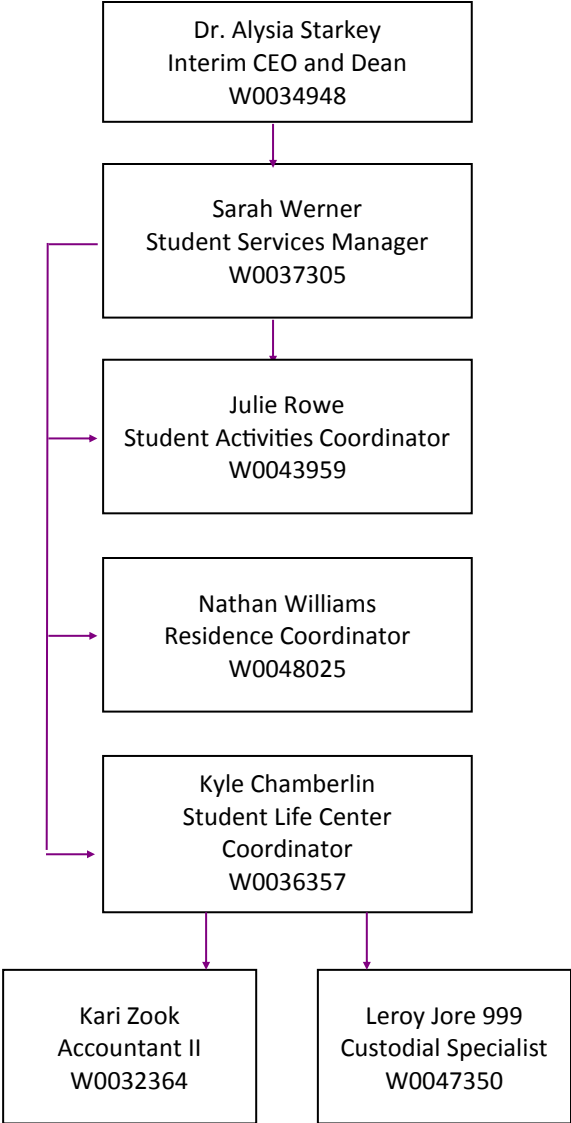 Dr. Alysia Starkey
Interim CEO and Dean
W0034948
Sarah Werner
Student Services Manager
W0037305
Julie Rowe
Student Activities Coordinator
W0043959
Nathan Williams
Residence Coordinator
W0048025
Kyle Chamberlin
Student Life Center
Coordinator
W0036357
Kari Zook
Accountant II
W0032364
Leroy Jore 999
Custodial Specialist
W0047350